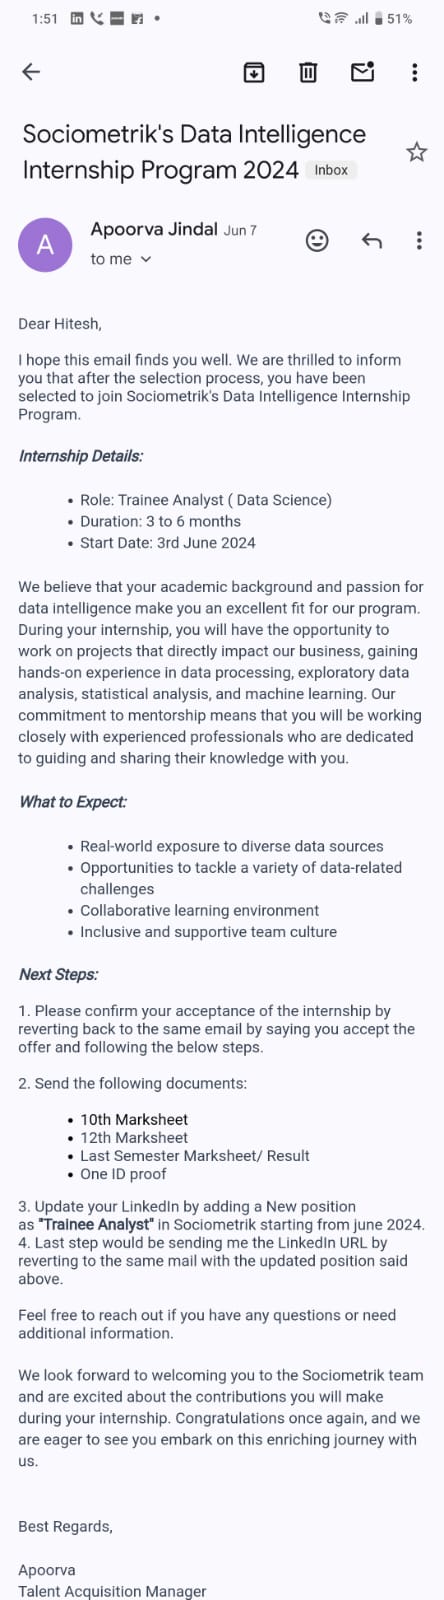 1:51
51%
Sociometrik's Data Intelligence
Internship Program 2024 Inbox
A
Apoorva Jindal Jun 7
to me
Dear Hitesh,
I hope this email finds you well. We are thrilled to inform
you that after the selection process, you have been
selected to join Sociometrik's Data Intelligence Internship
Program.
Internship Details:
• Role: Trainee Analyst ( Data Science)
• Duration: 3 to 6 months
• Start Date: 3rd June 2024
We believe that your academic background and passion for
data intelligence make you an excellent fit for our program.
During your internship, you will have the opportunity to
work on projects that directly impact our business, gaining
hands-on experience in data processing, exploratory data
analysis, statistical analysis, and machine learning. Our
commitment to mentorship means that you will be working
closely with experienced professionals who are dedicated
to guiding and sharing their knowledge with you.
What to Expect:
• Real-world exposure to diverse data sources
• Opportunities to tackle a variety of data-related
challenges
• Collaborative learning environment
• Inclusive and supportive team culture
Next Steps:
1. Please confirm your acceptance of the internship by
reverting back to the same email by saying you accept the
offer and following the below steps.
2. Send the following documents:
• 10th Marksheet
• 12th Marksheet
• Last Semester Marksheet/ Result
• One ID proof
3. Update your LinkedIn by adding a New position
as "Trainee Analyst" in Sociometrik starting from june 2024.
4. Last step would be sending me the LinkedIn URL by
reverting to the same mail with the updated position said
above.
Feel free to reach out if you have any questions or need
additional information.
We look forward to welcoming you to the Sociometrik team
and are excited about the contributions you will make
during your internship. Congratulations once again, and we
are eager to see you embark on this enriching journey with
us.
Best Regards,
Apoorva
Talent Acquisition Manager